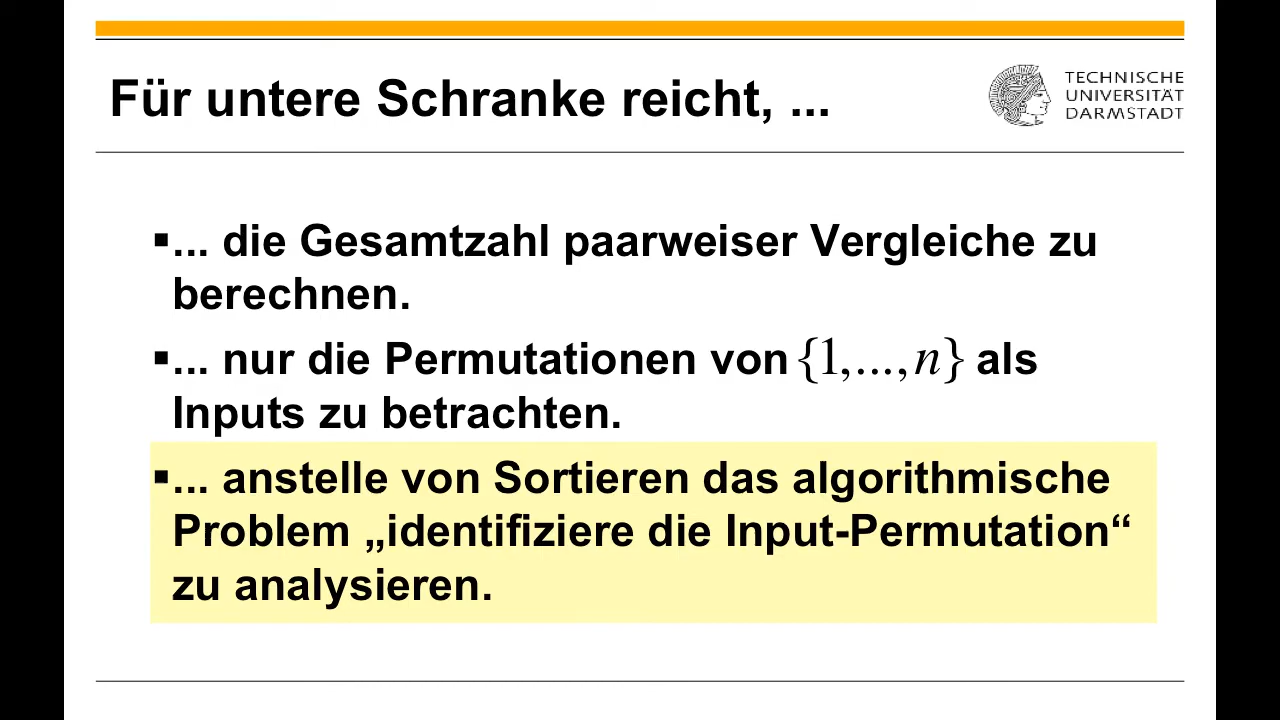 Für untere Schranke reicht, ...
TECHNISCHE
UNIVERSITÄT
DARMSTADT
▪... die Gesamtzahl paarweiser Vergleiche zu
berechnen.
▪... nur die Permutationen von {1,...,n} als
Inputs zu betrachten.
▪... anstelle von Sortieren das algorithmische
Problem „identifiziere die Input-Permutation“
zu analysieren.